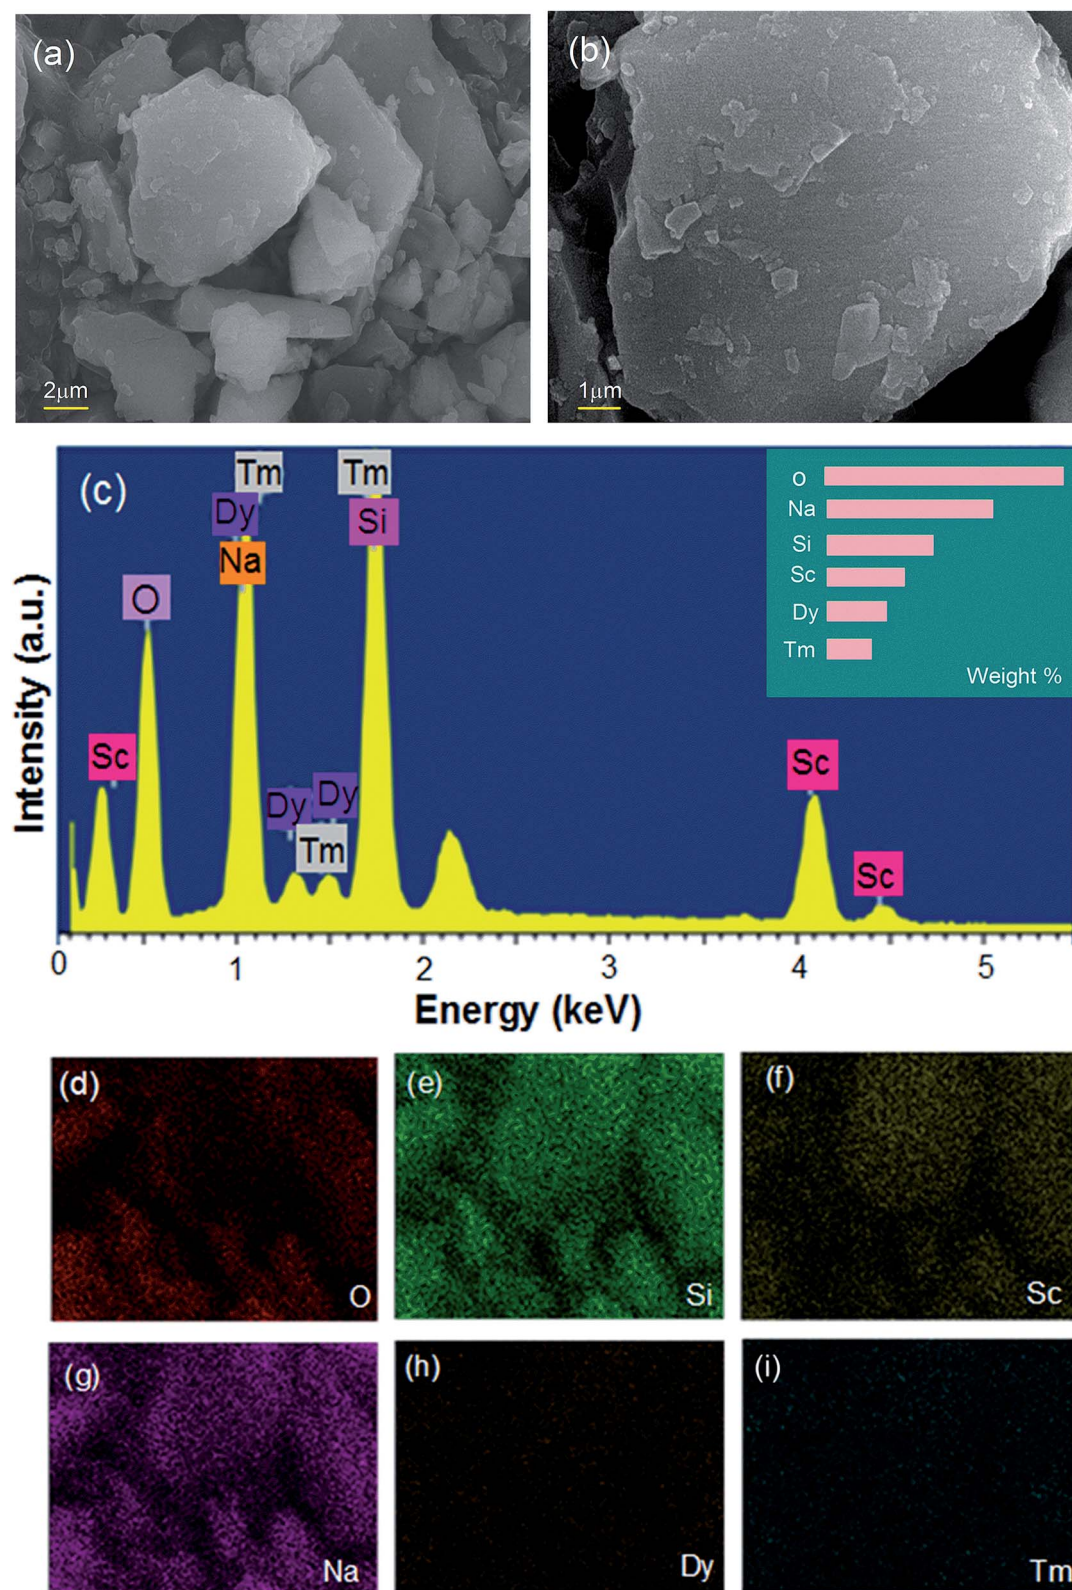 (a)
(b)
2μm
1μm
(c)
Tm
Tm
Dy
Si
Na
O
Sc
Dy
Dy
Tm
Sc
Sc
O
Na
Si
Sc
Dy
Tm
Weight %
Intensity (a.u.)
0 1 2 3 4 5
Energy (keV)
(d)
(e)
(f)
O
Si
Sc
(g)
(h)
(i)
Na
Dy
Tm